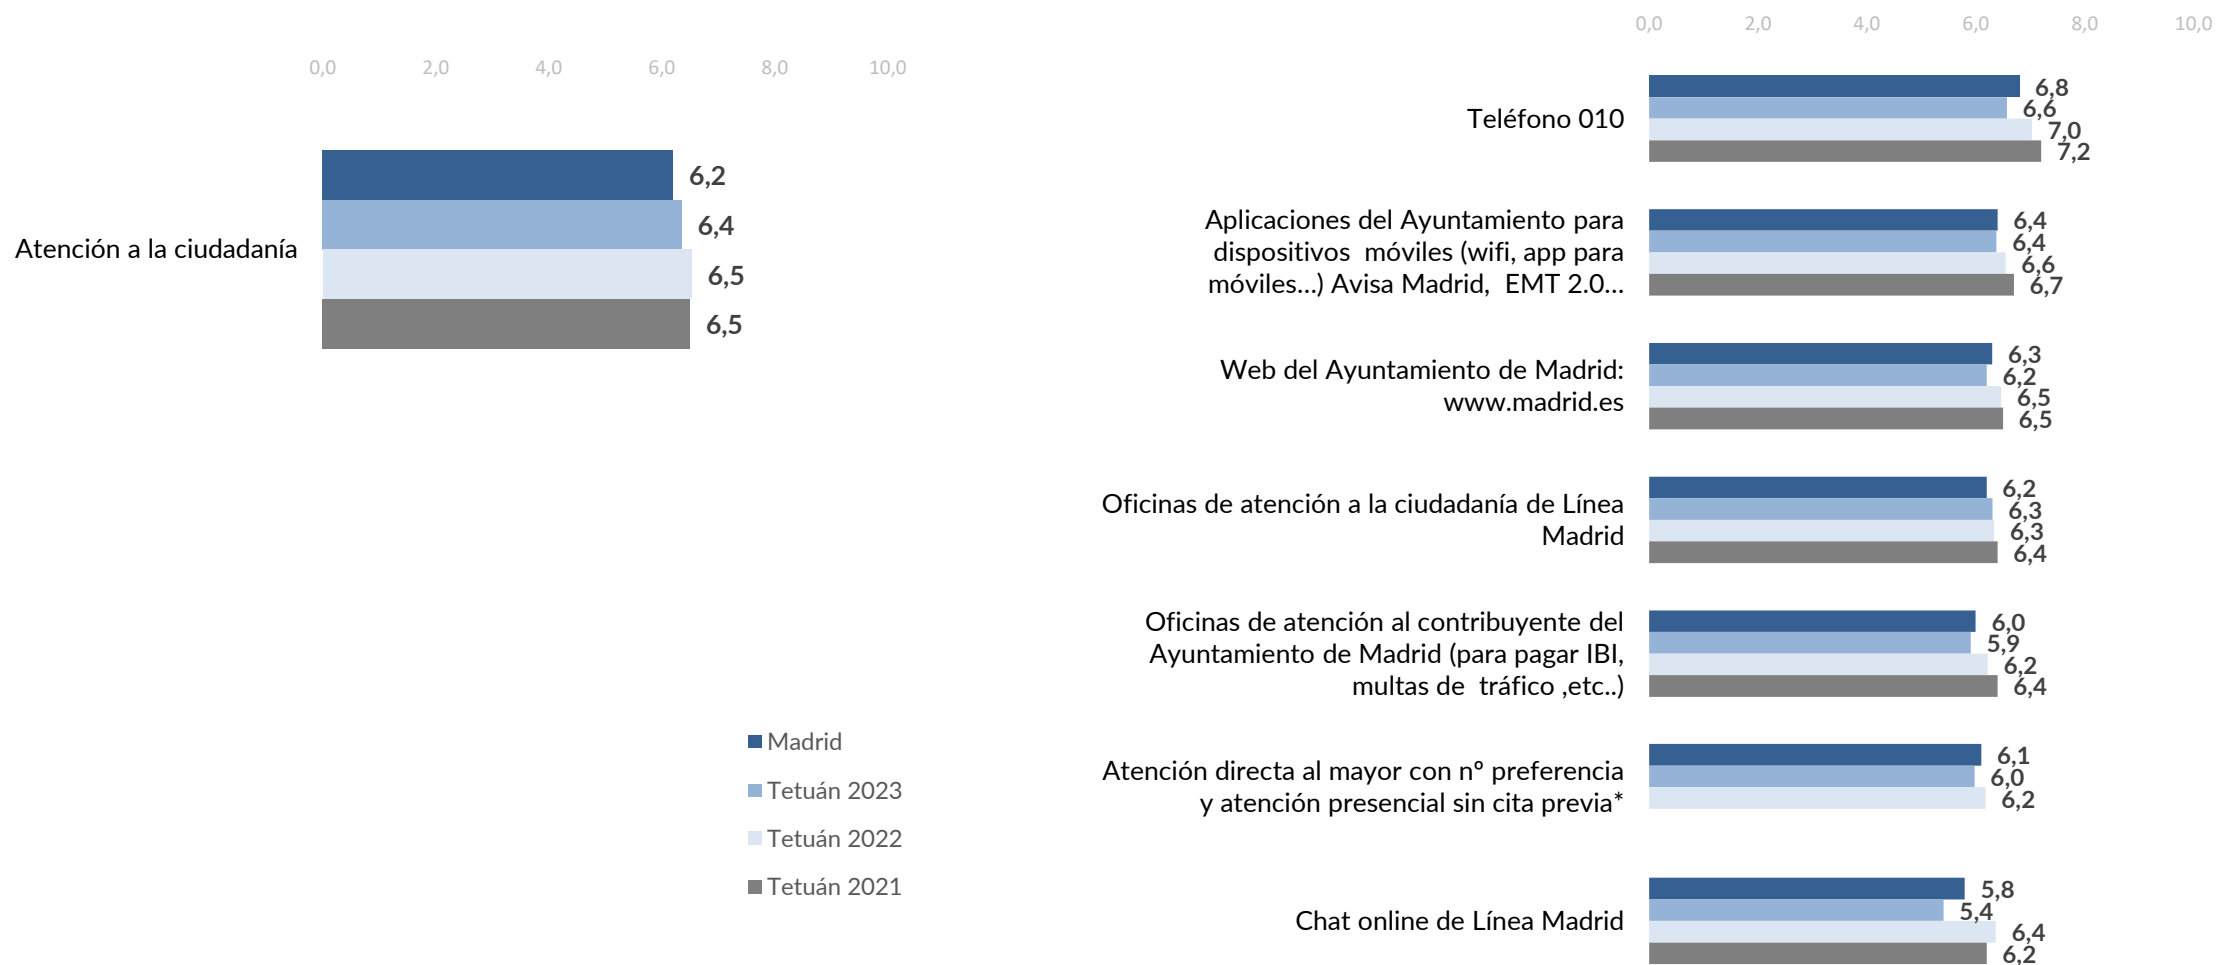 0,0 2,0 4,0 6,0 8,0 10,0
Atención a la ciudadanía
6,2
6,4
6,5
6,5
Madrid
Tetuán 2023
Tetuán 2022
Tetuán 2021
0,0 2,0 4,0 6,0 8,0 10,0
Teléfono 010
6,8
6,6
7,0
7,2
Aplicaciones del Ayuntamiento para
dispositivos  móviles (wifi, app para
móviles...) Avisa Madrid,  EMT 2.0...
6,4
6,4
6,6
6,7
Web del Ayuntamiento de Madrid:
www.madrid.es
6,3
6,2
6,5
6,5
Oficinas de atención a la ciudadanía de Línea
Madrid
6,2
6,3
6,3
6,4
Oficinas de atención al contribuyente del
Ayuntamiento de Madrid (para pagar IBI,
multas de  tráfico ,etc..)
6,0
5,9
6,2
6,4
Atención directa al mayor con nº preferencia
y atención presencial sin cita previa*
6,1
6,0
6,2
Chat online de Línea Madrid
5,8
5,4
6,4
6,2